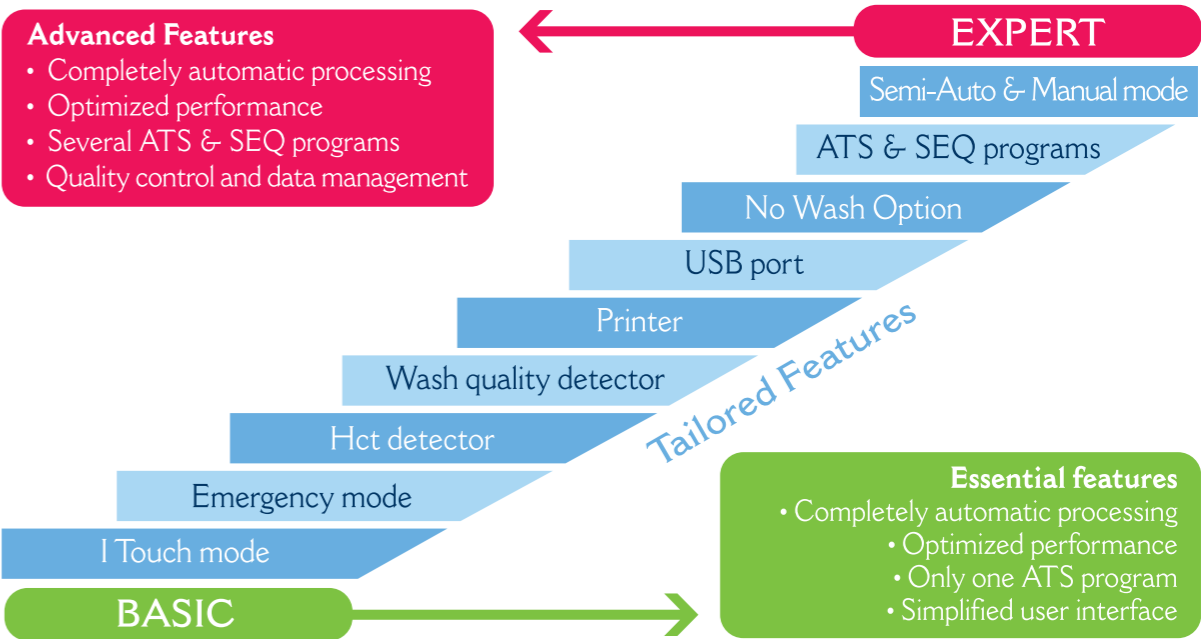 Advanced Features
• Completely automatic processing
• Optimized performance
• Several ATS & SEQ programs
• Quality control and data management
EXPERT
Semi-Auto & Manual mode
ATS & SEQ programs
No Wash Option
USB port
Printer
Wash quality detector
Hct detector
Emergency mode
I Touch mode
Tailored Features
BASIC
Essential features
• Completely automatic processing
• Optimized performance
• Only one ATS program
• Simplified user interface